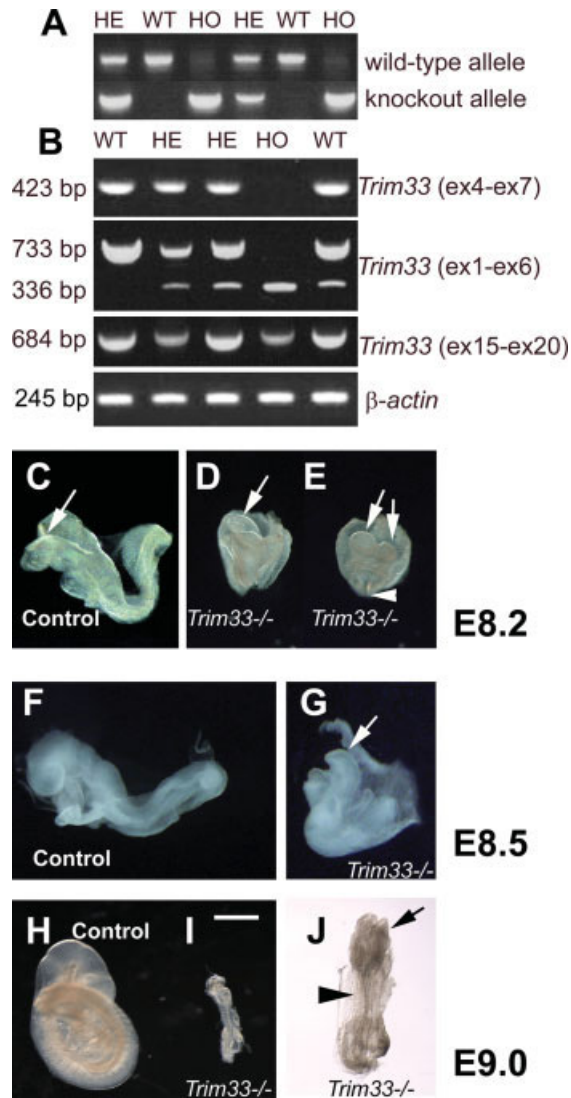 A
HE WT HO HE WT HO
wild-type allele
knockout allele
B
WT HE HE HO WT
423 bp
Trim33 (ex4-ex7)
733 bp
336 bp
Trim33 (ex1-ex6)
684 bp
Trim33 (ex15-ex20)
245 bp
β-actin
C
Control
D
Trim33-/-
E
Trim33-/-
E8.2
F
Control
G
Trim33-/-
E8.5
H
Control
I
Trim33-/-
J
Trim33-/-
E9.0